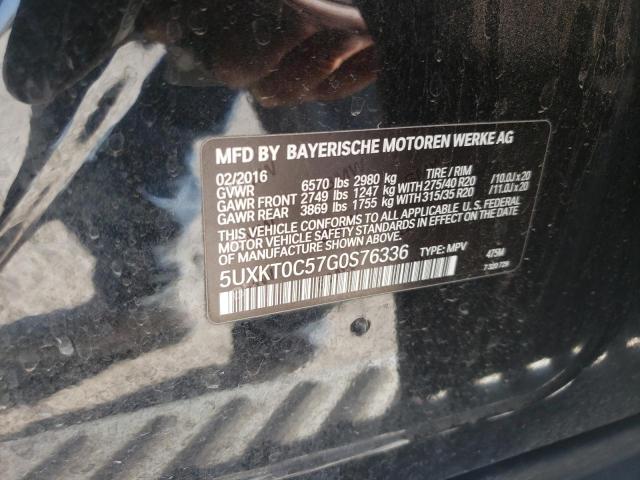 MFD BY BAYERISCHE MOTOREN WERKE AG
02/2016 TIRE / RIM
GVWR 6570 lbs 2980 kg
GAWR FRONT 2749 lbs 1247 kg WITH 275/40 R20 /10.0J x 20
GAWR REAR 3869 lbs 1755 kg WITH 315/35 R20 /11.0J x 20
THIS VEHICLE CONFORMS TO ALL APPLICABLE U.S. FEDERAL
MOTOR VEHICLE SAFETY STANDARDS IN EFFECT ON THE DATE
OF MANUFACTURE SHOWN ABOVE.
5UXKT0C57G0S76336 TYPE: MPV 475M